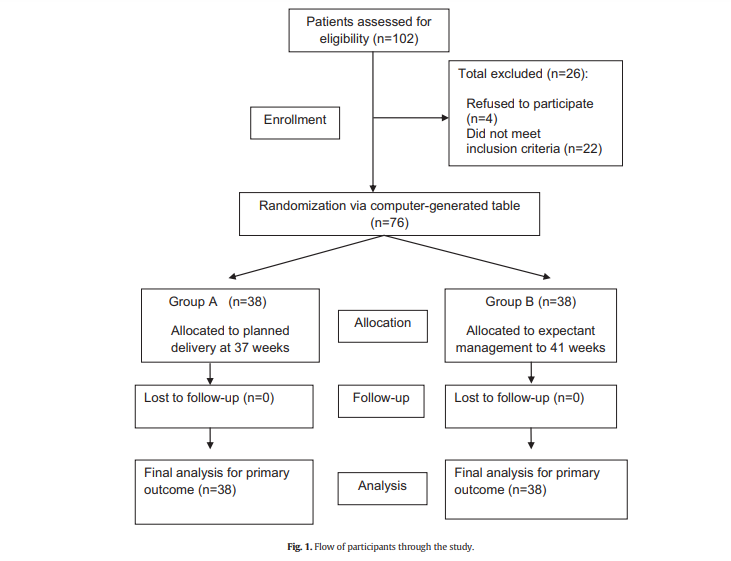 Patients assessed for
eligibility (n=102)
Total excluded (n=26):
Refused to participate
(n=4)
Did not meet
inclusion criteria (n=22)
Enrollment
Randomization via computer-generated table
(n=76)
Group A (n=38)
Allocated to planned
delivery at 37 weeks
Allocation
Group B (n=38)
Allocated to expectant
management to 41 weeks
Lost to follow-up (n=0)
Follow-up
Lost to follow-up (n=0)
Final analysis for primary
outcome (n=38)
Analysis
Final analysis for primary
outcome (n=38)
Fig. 1. Flow of participants through the study.